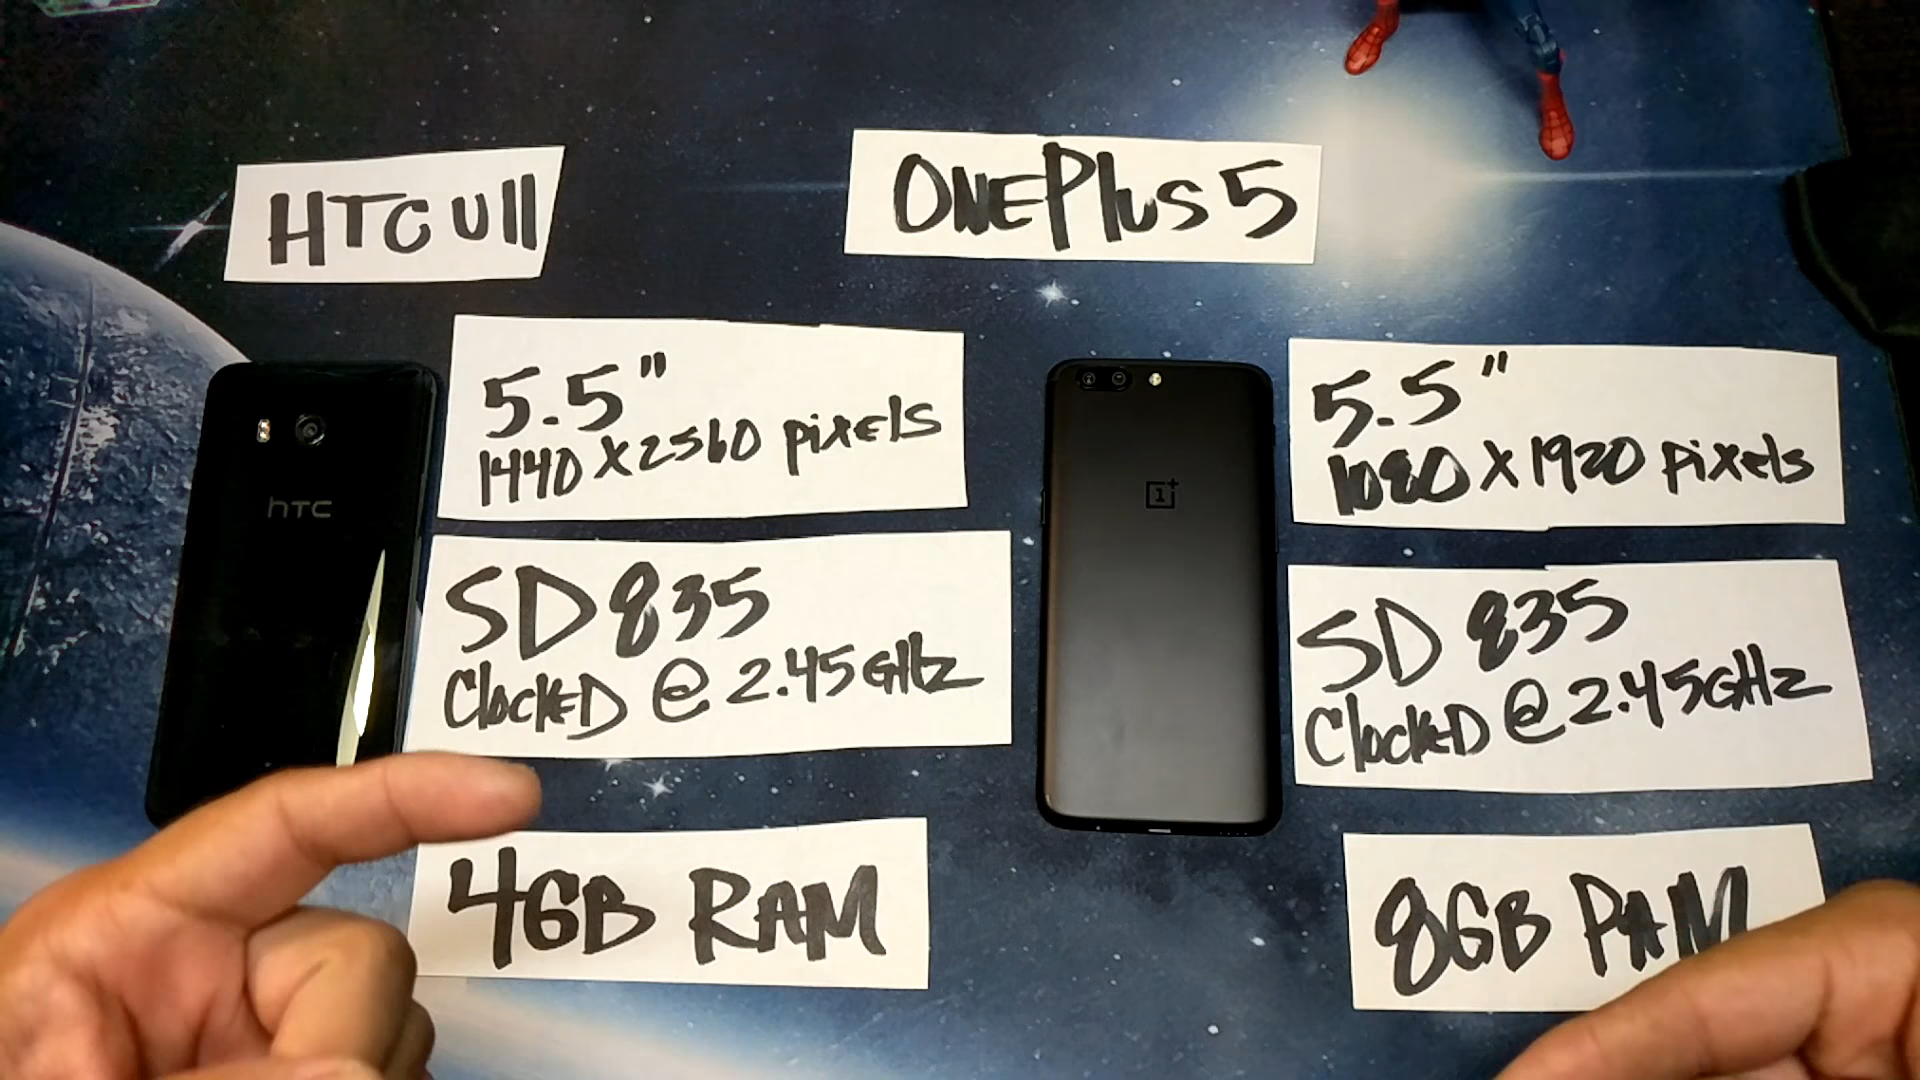 HTC U11
ONEPlus 5
5.5"
1440 X 2560 pixels
5.5"
1080 X 1920 pixels
hTC
1+
SD 835
ClockED @ 2.45GHz
SD 835
ClockED @ 2.45GHz
4GB RAM
8GB RAM